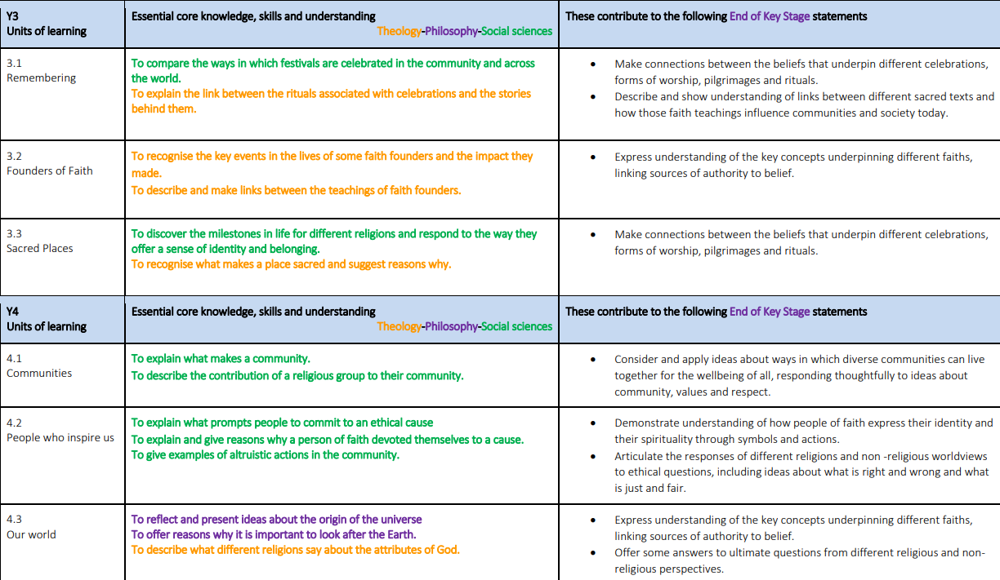 Y3
Units of learning
Essential core knowledge, skills and understanding
Theology-Philosophy-Social sciences
These contribute to the following End of Key Stage statements
3.1
Remembering
To compare the ways in which festivals are celebrated in the community and across
the world.
To explain the link between the rituals associated with celebrations and the stories
behind them.
• Make connections between the beliefs that underpin different celebrations,
forms of worship, pilgrimages and rituals.
• Describe and show understanding of links between different sacred texts and
how those faith teachings influence communities and society today.
3.2
Founders of Faith
To recognise the key events in the lives of some faith founders and the impact they
made.
To describe and make links between the teachings of faith founders.
• Express understanding of the key concepts underpinning different faiths,
linking sources of authority to belief.
3.3
Sacred Places
To discover the milestones in life for different religions and respond to the way they
offer a sense of identity and belonging.
To recognise what makes a place sacred and suggest reasons why.
• Make connections between the beliefs that underpin different celebrations,
forms of worship, pilgrimages and rituals.
Y4
Units of learning
Essential core knowledge, skills and understanding
Theology-Philosophy-Social sciences
These contribute to the following End of Key Stage statements
4.1
Communities
To explain what makes a community.
To describe the contribution of a religious group to their community.
• Consider and apply ideas about ways in which diverse communities can live
together for the wellbeing of all, responding thoughtfully to ideas about
community, values and respect.
4.2
People who inspire us
To explain what prompts people to commit to an ethical cause
To explain and give reasons why a person of faith devoted themselves to a cause.
To give examples of altruistic actions in the community.
• Demonstrate understanding of how people of faith express their identity and
their spirituality through symbols and actions.
• Articulate the responses of different religions and non -religious worldviews
to ethical questions, including ideas about what is right and wrong and what
is just and fair.
4.3
Our world
To reflect and present ideas about the origin of the universe
To offer reasons why it is important to look after the Earth.
To describe what different religions say about the attributes of God.
• Express understanding of the key concepts underpinning different faiths,
linking sources of authority to belief.
• Offer some answers to ultimate questions from different religious and non-
religious perspectives.